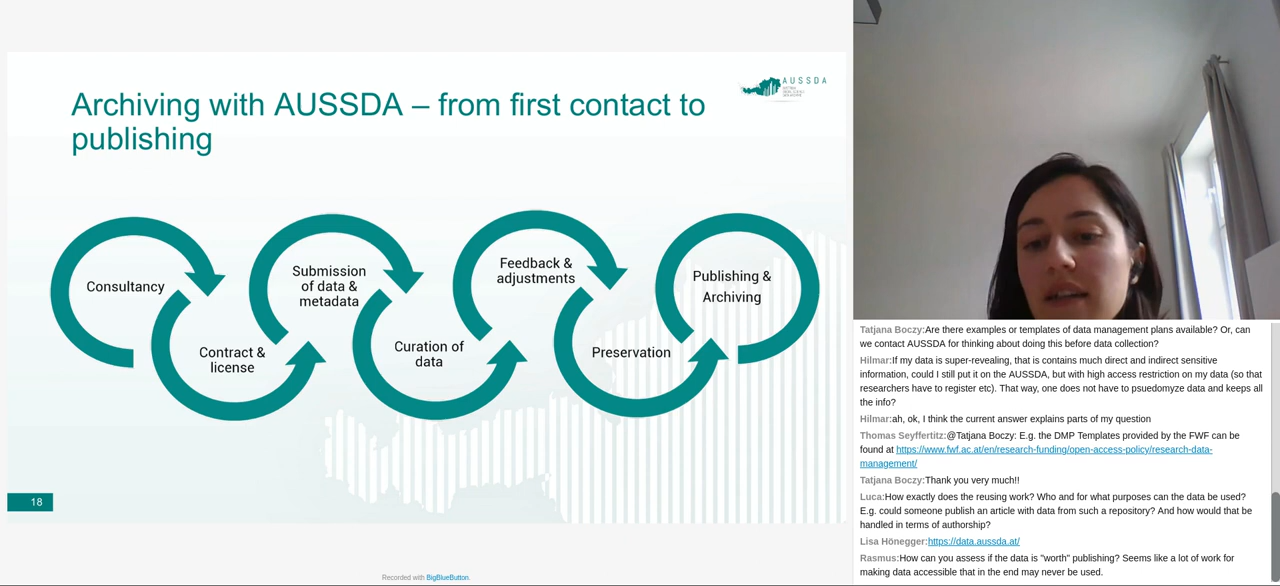 Archiving with AUSSDA – from first contact to
publishing
AUSSDA
Consultancy
Contract &
license
Submission
of data &
metadata
Curation of
data
Feedback &
adjustments
Preservation
Publishing &
Archiving
18
Recorded with BigBlueButton.
Tatjana Boczy:Are there examples or templates of data management plans available? Or, can
we contact AUSSDA for thinking about doing this before data collection?
Hilmar:If my data is super-revealing, that is contains much direct and indirect sensitive
information, could I still put it on the AUSSDA, but with high access restriction on my data (so that
researchers have to register etc). That way, one does not have to psuedomyze data and keeps all
the info?
Hilmar:ah, ok, I think the current answer explains parts of my question
Thomas Seyffertitz:@Tatjana Boczy: E.g. the DMP Templates provided by the FWF can be
found at https://www.fwf.ac.at/en/research-funding/open-access-policy/research-data-
management/
Tatjana Boczy:Thank you very much!!
Luca:How exactly does the reusing work? Who and for what purposes can the data be used?
E.g. could someone publish an article with data from such a repository? And how would that be
handled in terms of authorship?
Lisa Hönegger:https://data.aussda.at/
Rasmus:How can you assess if the data is "worth" publishing? Seems like a lot of work for
making data accessible that in the end may never be used.